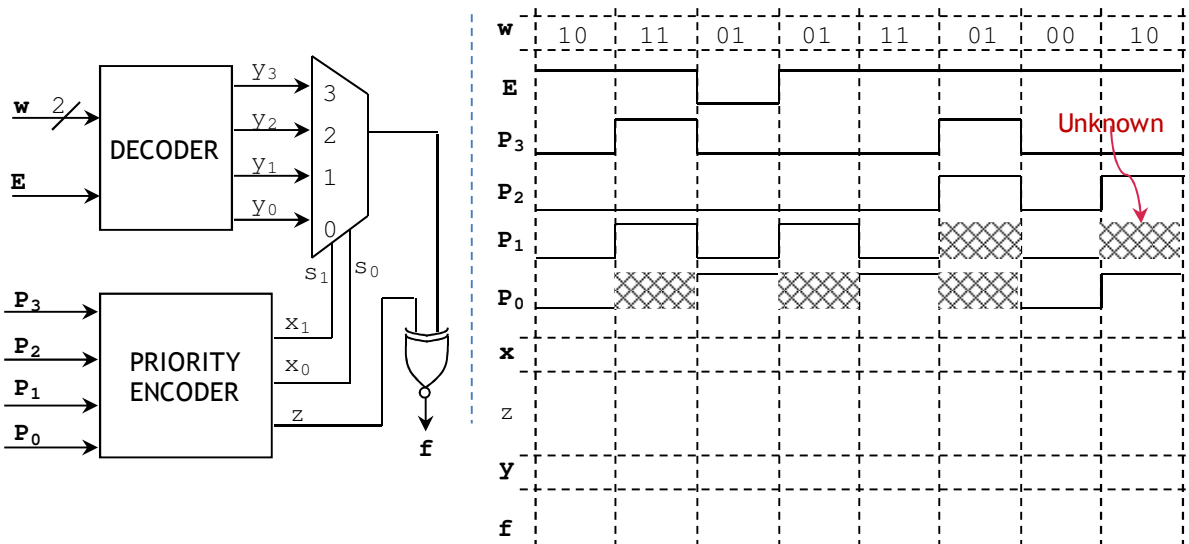 w 2
E
DECODER
y3
y2
y1
y0
3
2
1
0
s1 s0
P3
P2
P1
P0
PRIORITY
ENCODER
x1
x0
z
f
w 10 11 01 01 11 01 00 10
E
P3
Unknown
P2
P1
P0
x
z
y
f